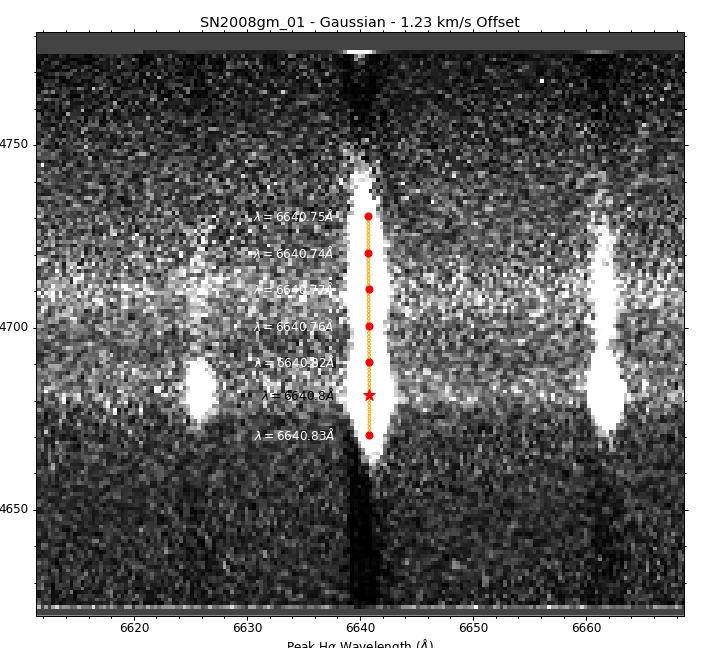 SN2008gm_01 - Gaussian - 1.23 km/s Offset
4750
λ = 6640.75Å
λ = 6640.74Å
λ = 6640.77Å
4700
λ = 6640.76Å
λ = 6640.82Å
λ = 6640.8Å
λ = 6640.83Å
4650
6620 6630 6640 6650 6660
Peak Hα Wavelength (Å)